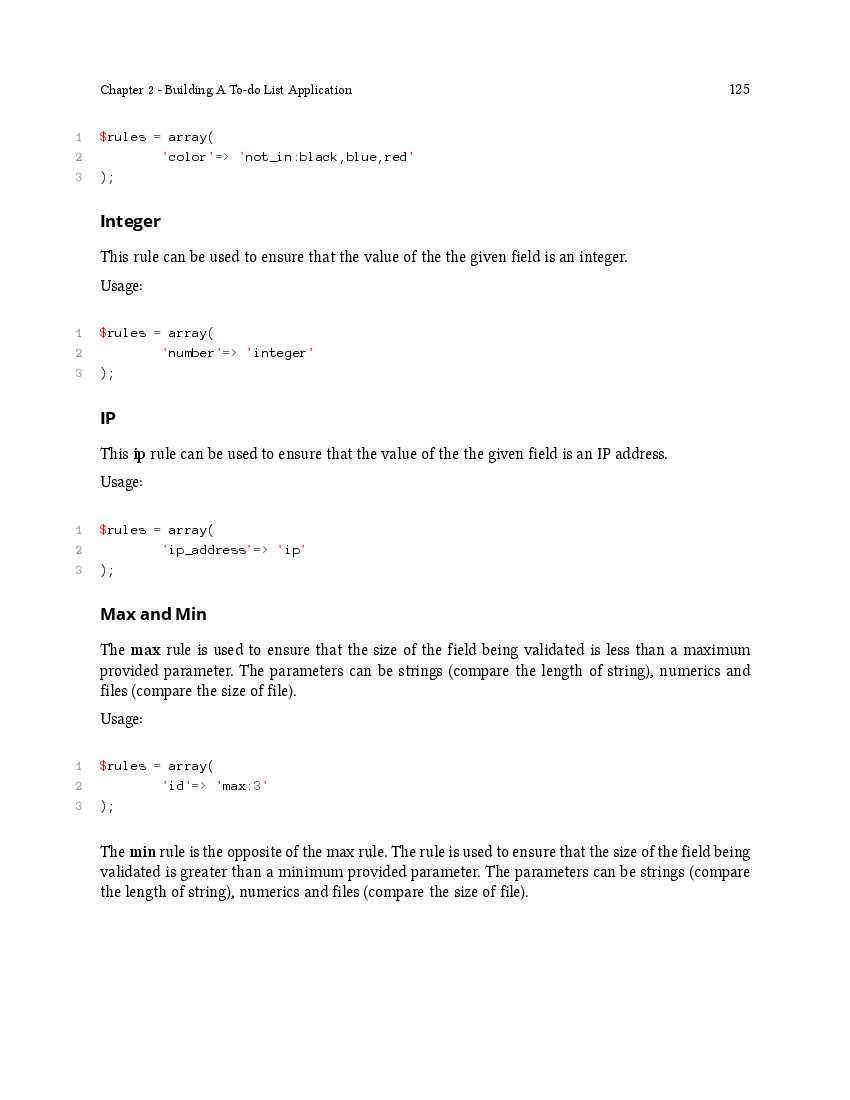 Chapter 2 - Building A To-do List Application 125
1 $rules = array(
2 'color'=> 'not_in:black,blue,red'
3 );
Integer
This rule can be used to ensure that the value of the the given field is an integer.
Usage:
1 $rules = array(
2 'number'=> 'integer'
3 );
IP
This ip rule can be used to ensure that the value of the the given field is an IP address.
Usage:
1 $rules = array(
2 'ip_address'=> 'ip'
3 );
Max and Min
The max rule is used to ensure that the size of the field being validated is less than a maximum
provided parameter. The parameters can be strings (compare the length of string), numerics and
files (compare the size of file).
Usage:
1 $rules = array(
2 'id'=> 'max:3'
3 );
The min rule is the opposite of the max rule. The rule is used to ensure that the size of the field being
validated is greater than a minimum provided parameter. The parameters can be strings (compare
the length of string), numerics and files (compare the size of file).